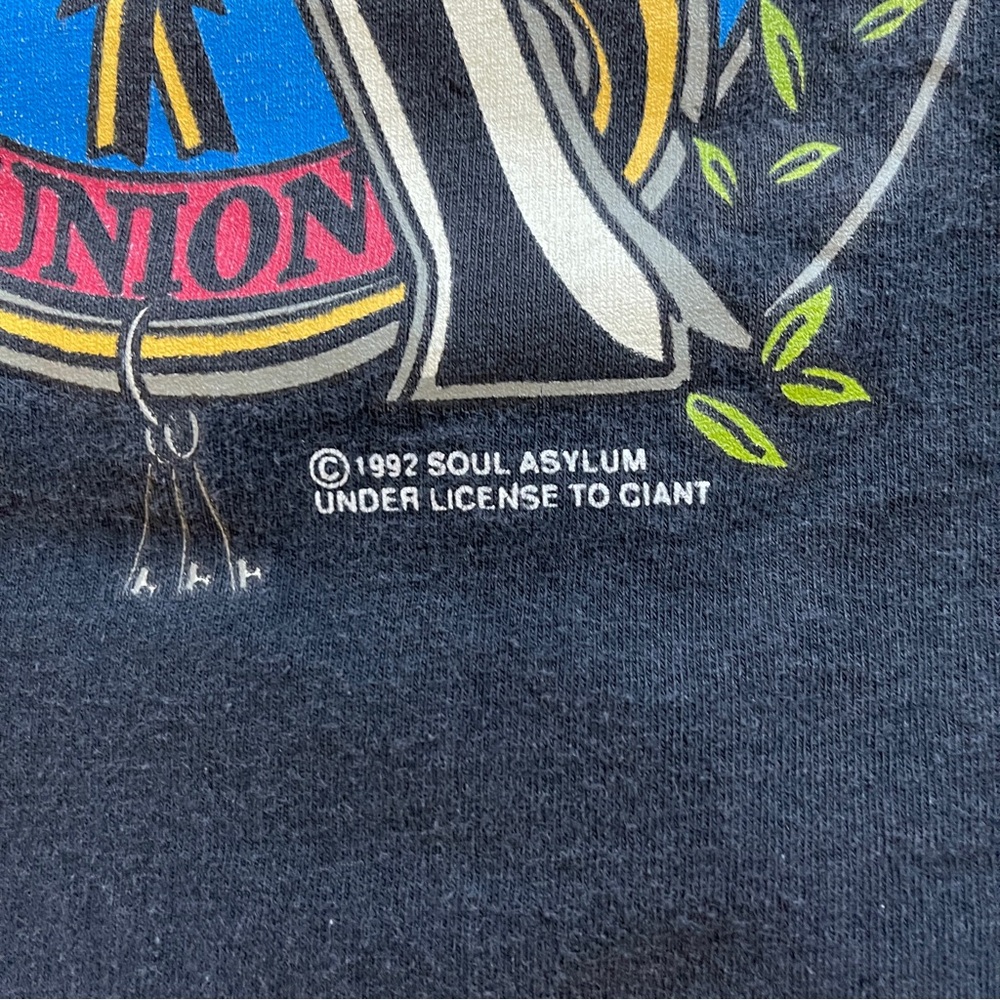 UNION
© 1992 SOUL ASYLUM
UNDER LICENSE TO GIANT